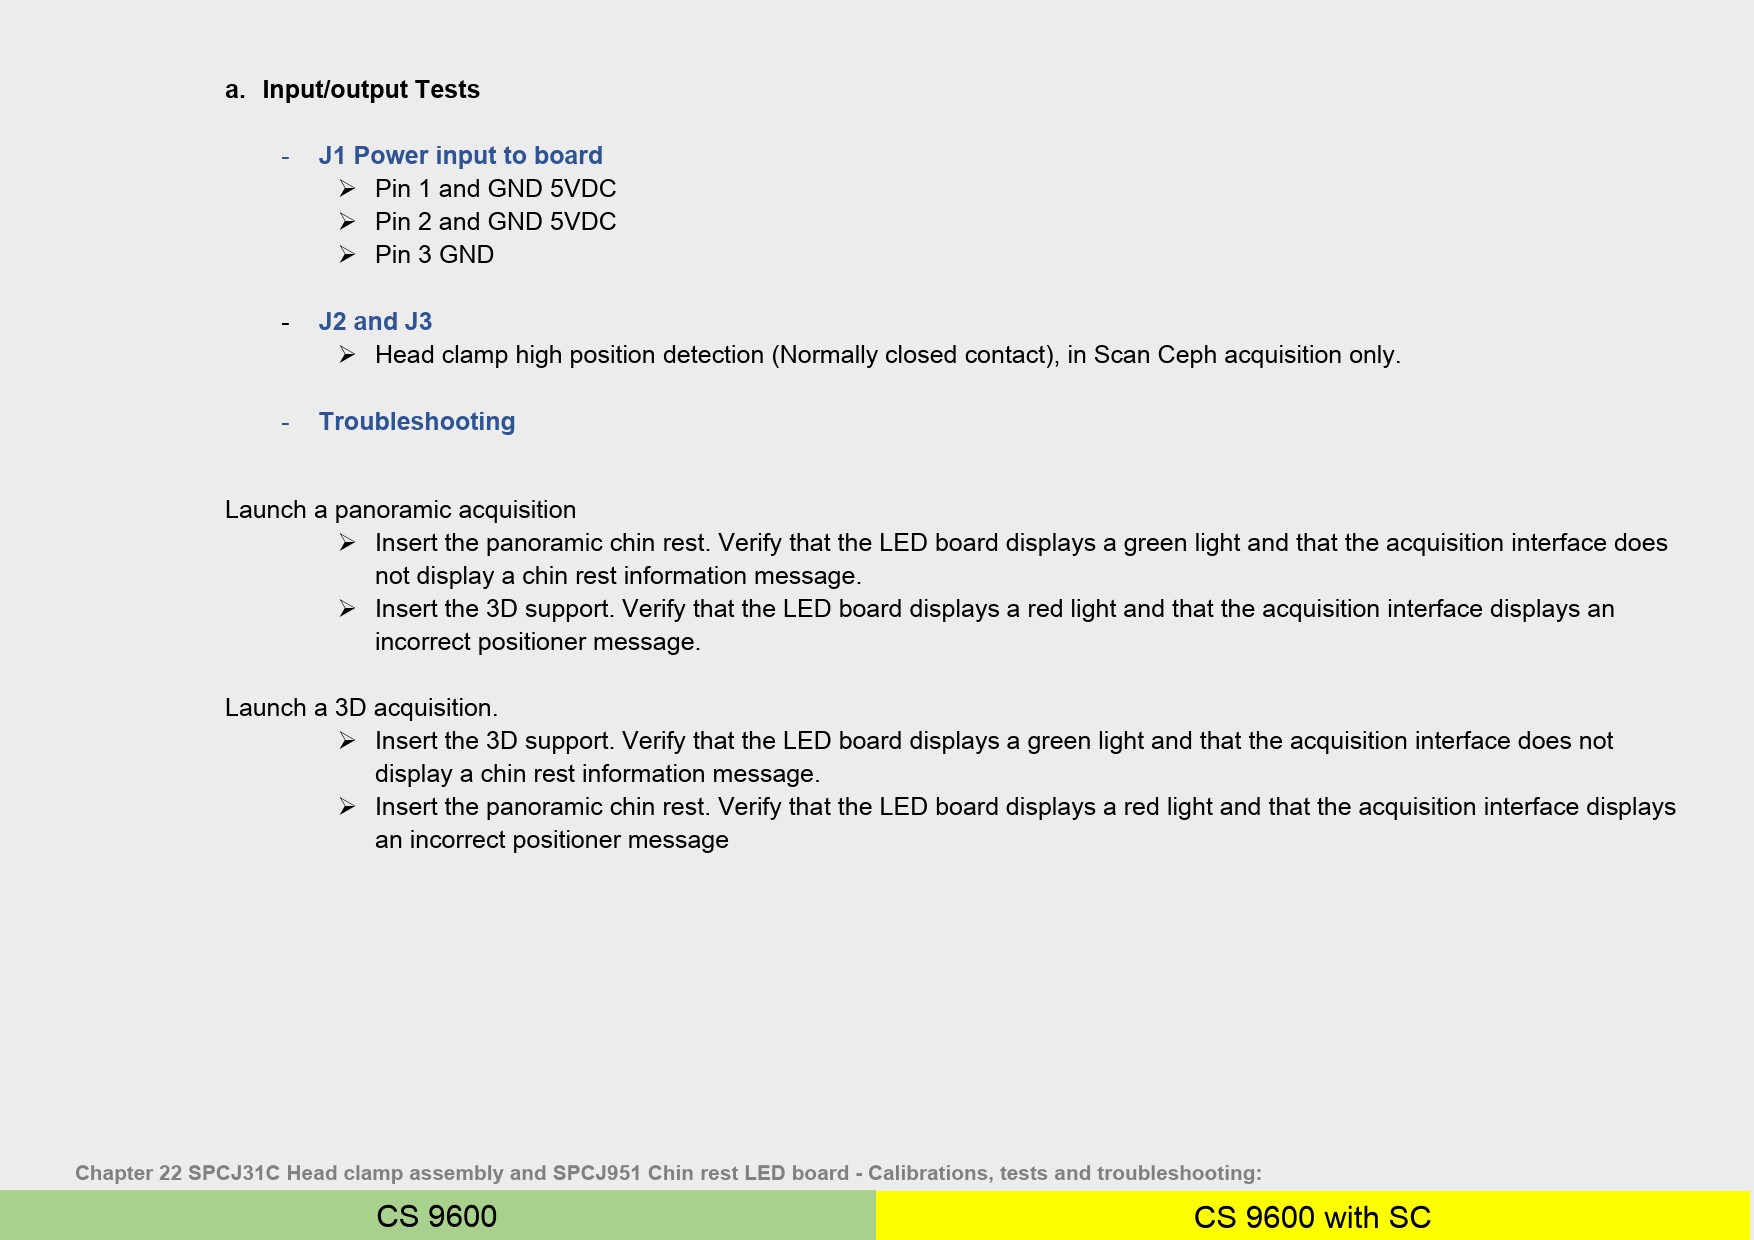 a. Input/output Tests
- J1 Power input to board
➢ Pin 1 and GND 5VDC
➢ Pin 2 and GND 5VDC
➢ Pin 3 GND
- J2 and J3
➢ Head clamp high position detection (Normally closed contact), in Scan Ceph acquisition only.
- Troubleshooting
Launch a panoramic acquisition
➢ Insert the panoramic chin rest. Verify that the LED board displays a green light and that the acquisition interface does
not display a chin rest information message.
➢ Insert the 3D support. Verify that the LED board displays a red light and that the acquisition interface displays an
incorrect positioner message.
Launch a 3D acquisition.
➢ Insert the 3D support. Verify that the LED board displays a green light and that the acquisition interface does not
display a chin rest information message.
➢ Insert the panoramic chin rest. Verify that the LED board displays a red light and that the acquisition interface displays
an incorrect positioner message
Chapter 22 SPCJ31C Head clamp assembly and SPCJ951 Chin rest LED board - Calibrations, tests and troubleshooting:
CS 9600
CS 9600 with SC